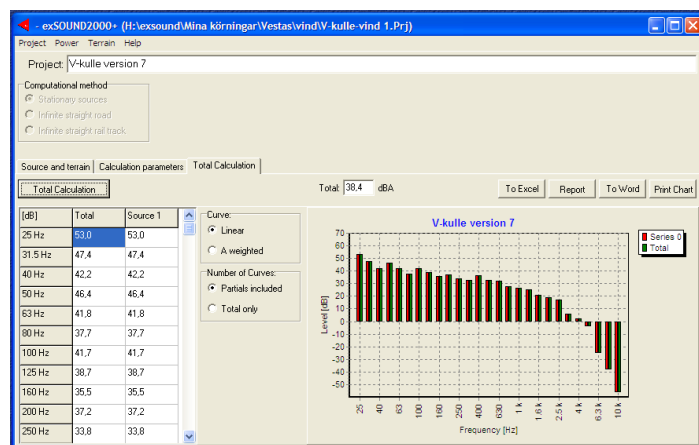 - exSOUND2000+ (H:\exsound\Mina körningar\Vestas\vind\V-kulle-vind 1.Prj)
Project Power Terrain Help
Project: V-kulle version 7
Computational method
Stationary sources
Infinite straight road
Infinite straight rail track.
Source and terrain Calculation parameters Total Calculation
Total Calculation Total: 38,4 dBA To Excel Report To Word Print Chart
[dB] Total Source 1
25 Hz 53,0 53,0
31.5 Hz 47,4 47,4
40 Hz 42,2 42,2
50 Hz 46,4 46,4
63 Hz 41,8 41,8
80 Hz 37,7 37,7
100 Hz 41,7 41,7
125 Hz 38,7 38,7
160 Hz 35,5 35,5
200 Hz 37,2 37,2
250 Hz 33,8 33,8
Curve:
Linear
A weighted
Number of Curves:
Partials included
Total only
V-kulle version 7
Series 0
Total
Level [dB]
70
60
50
40
30
20
10
0
-10
-20
-30
-40
-50
25 40 63 100 160 250 400 630 1 k 1.6 k 2.5 k 4 k 6.3 k 10 k
Frequency [Hz]